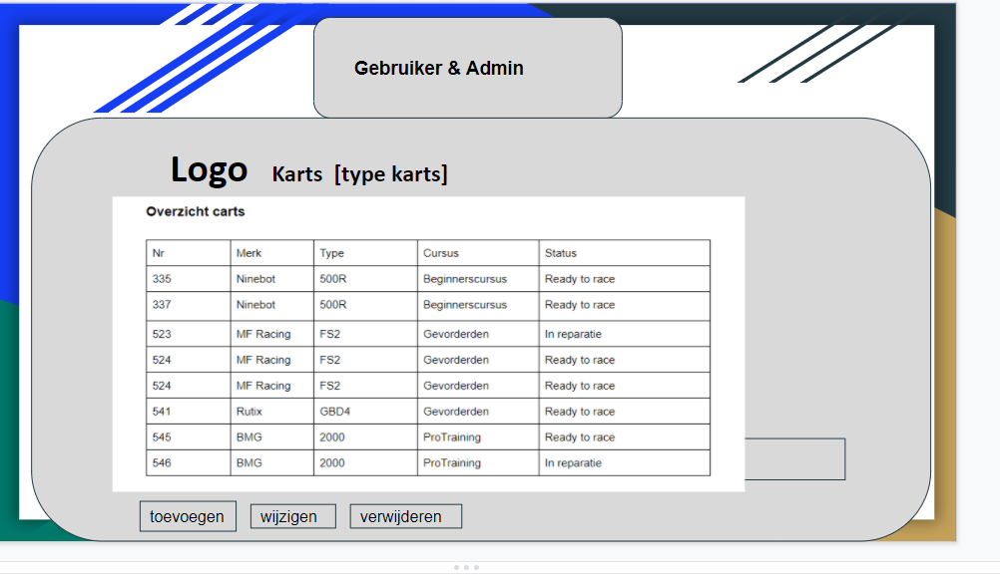 Gebruiker & Admin
Logo Karts [type karts]
Overzicht carts
Nr Merk Type Cursus Status
335 Ninebot 500R Beginnerscursus Ready to race
337 Ninebot 500R Beginnerscursus Ready to race
523 MF Racing FS2 Gevorderden In reparatie
524 MF Racing FS2 Gevorderden Ready to race
524 MF Racing FS2 Gevorderden Ready to race
541 Rutix GBD4 Gevorderden Ready to race
545 BMG 2000 ProTraining Ready to race
546 BMG 2000 ProTraining In reparatie
toevoegen wijzigen verwijderen